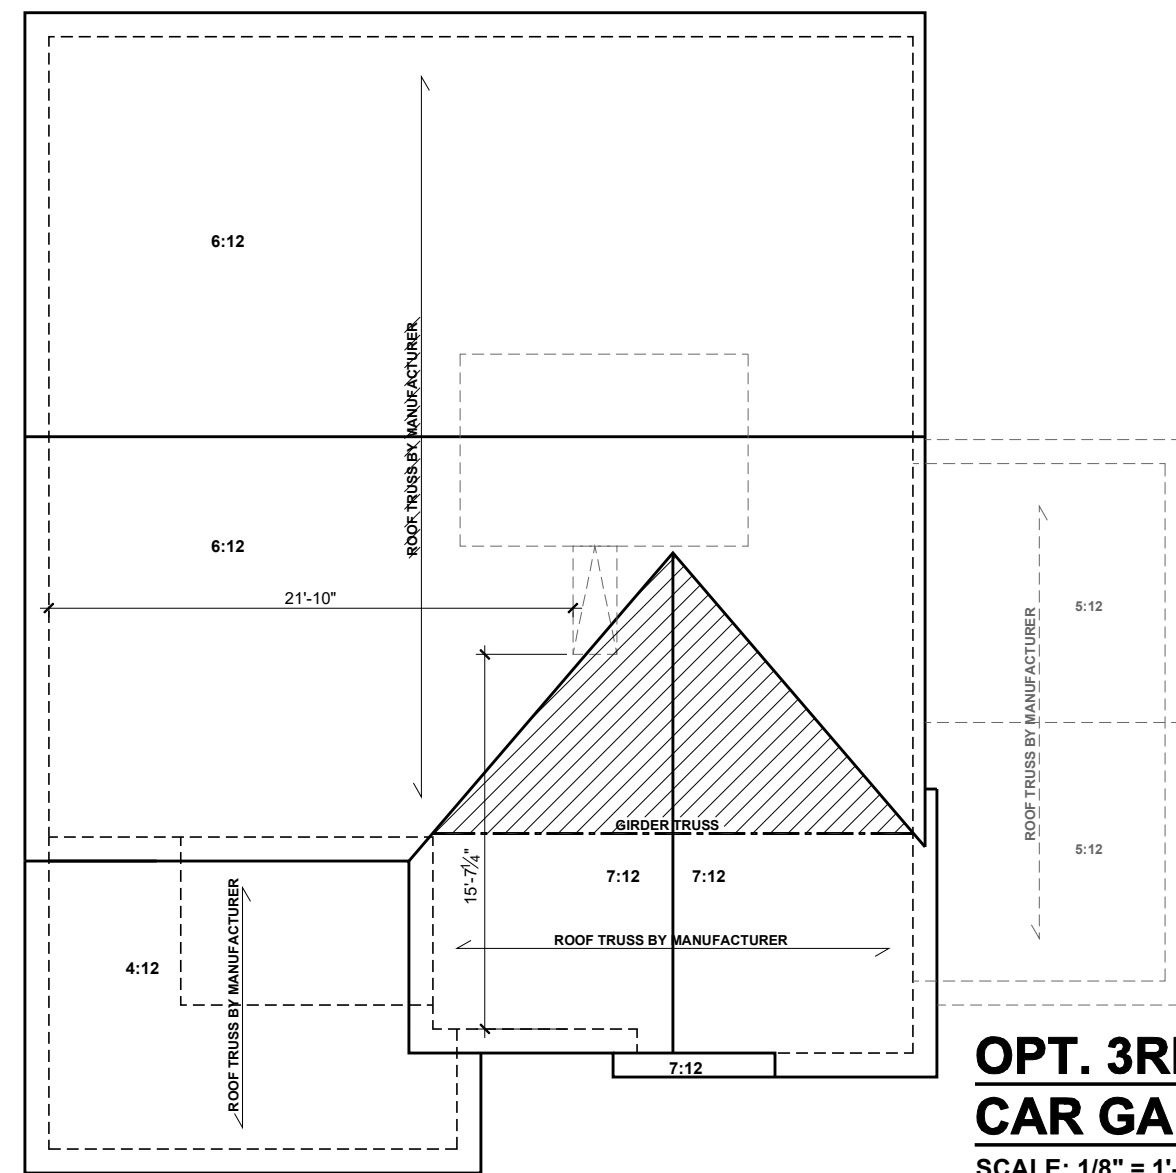 6:12
ROOF TRUSS BY MANUFACTURER
6:12
21'-10"
5:12
ROOF TRUSS BY MANUFACTURER
GIRDER TRUSS
5:12
15'-7¼"
7:12 7:12
ROOF TRUSS BY MANUFACTURER
4:12
ROOF TRUSS BY MANUFACTURER
7:12
OPT. 3R
CAR GA
SCALE: 1/8" = 1'-